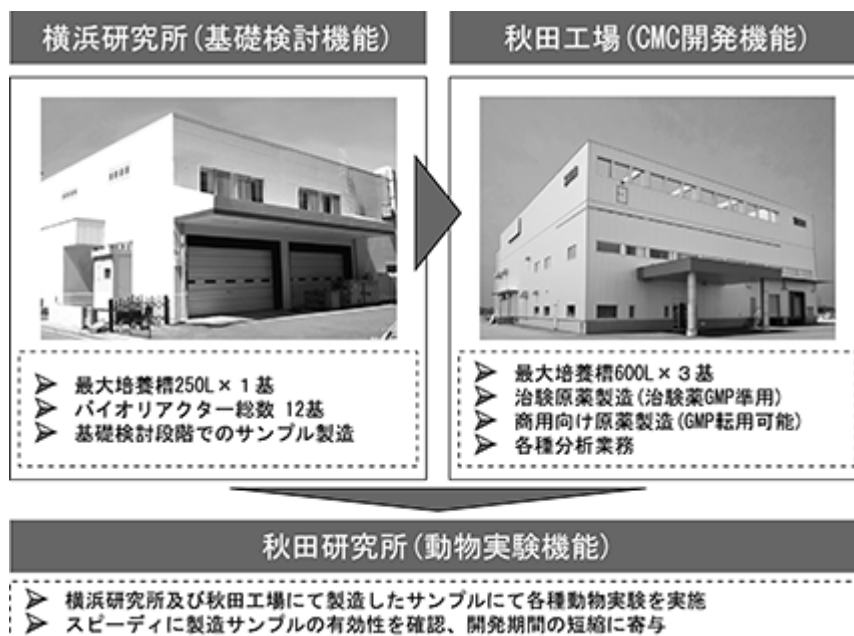 横浜研究所(基礎検討機能)
最大培養槽250L×1基
バイオリアクター総数 12基
基礎検討段階でのサンプル製造
秋田工場(CMC開発機能)
最大培養槽600L×3基
治験原薬製造(治験薬GMP準用)
商用向け原薬製造(GMP転用可能)
各種分析業務
秋田研究所(動物実験機能)
横浜研究所及び秋田工場にて製造したサンプルにて各種動物実験を実施
スピーディに製造サンプルの有効性を確認、開発期間の短縮に寄与